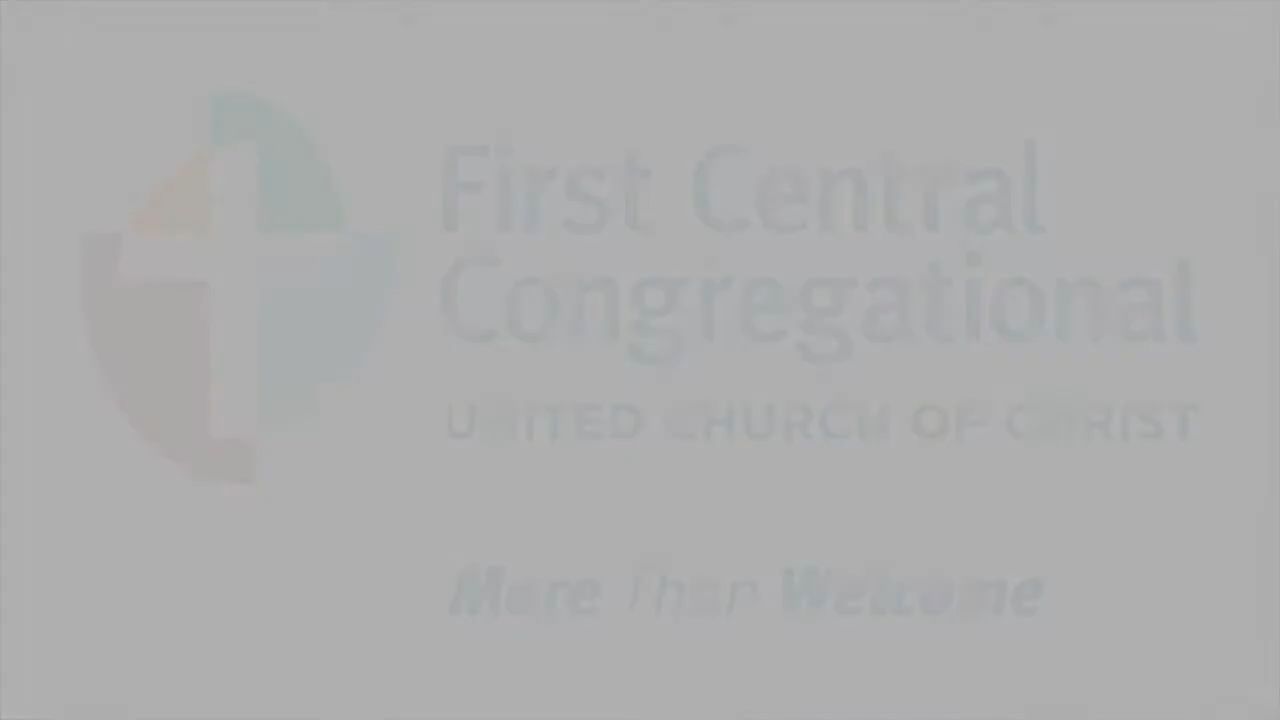 First Central
Congregational
UNITED CHURCH OF CHRIST
More Than Welcome